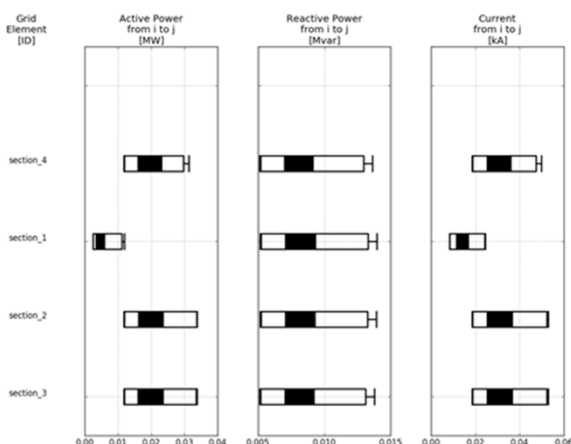 Grid
Element
[ID]
Active Power
from i to j
[MW]
Reactive Power
from i to j
[Mvar]
Current
from i to j
[kA]
section_4
section_1
section_2
section_3
0.00 0.01 0.02 0.03 0.04 0.005 0.010 0.015 0.00 0.02 0.04 0.06